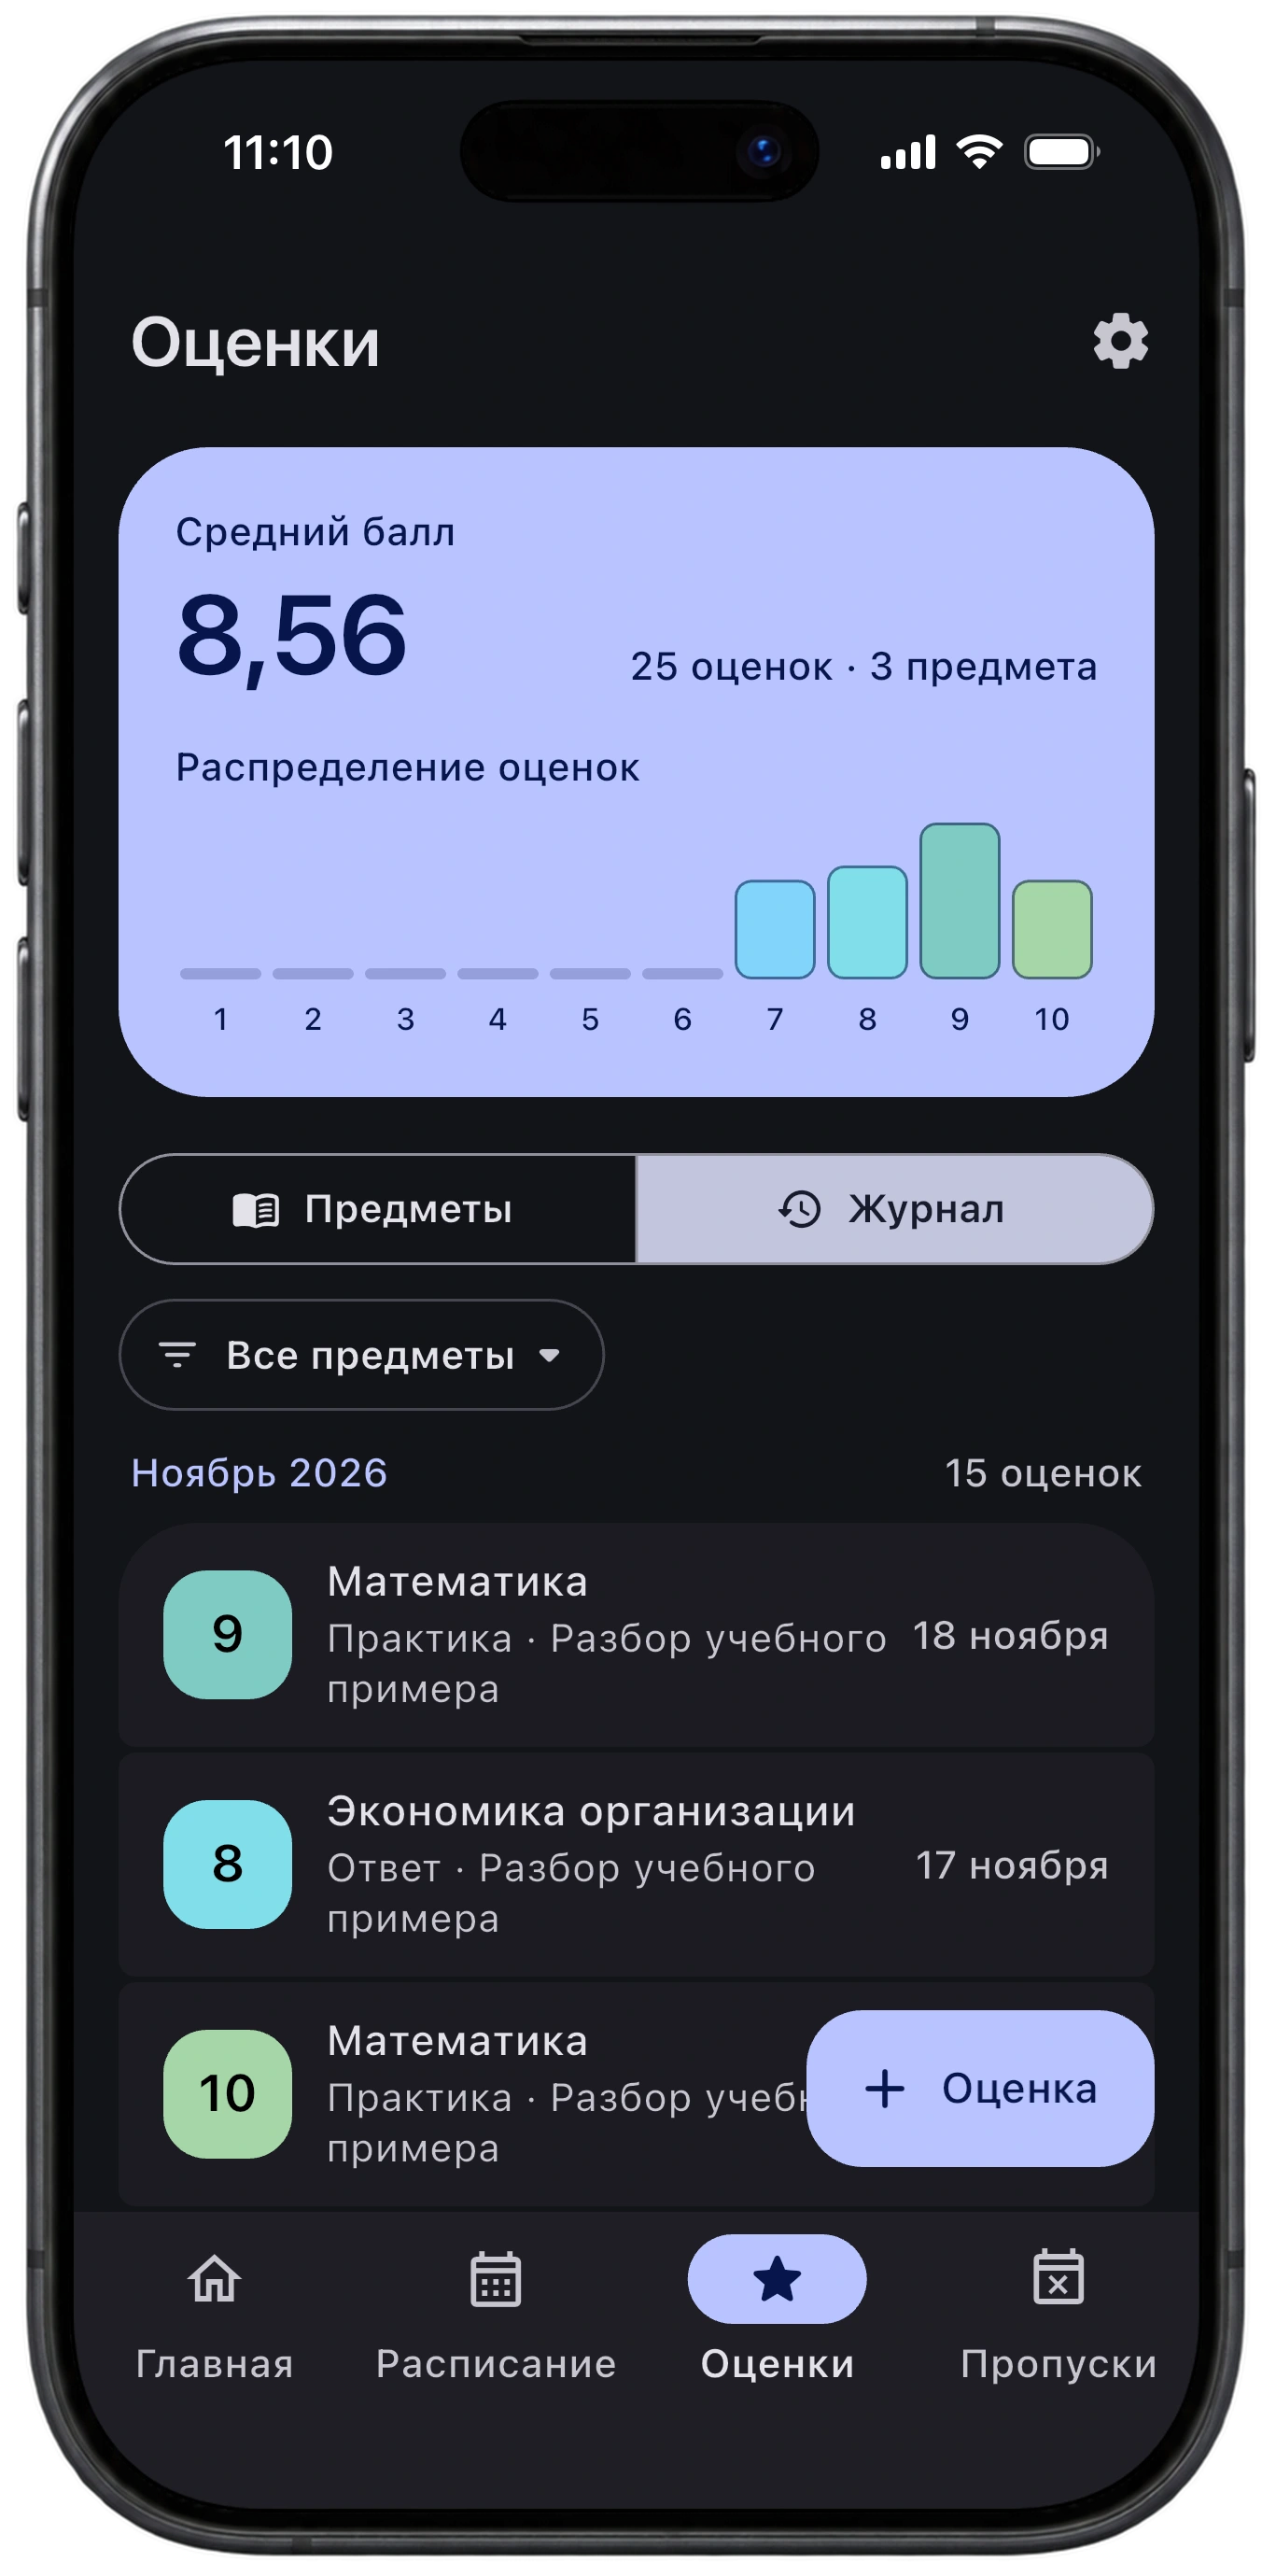 11:10
Оценки
Средний балл
8,56
25 оценок · 3 предмета
Распределение оценок
1 2 3 4 5 6 7 8 9 10
Предметы
Журнал
Все предметы
Ноябрь 2026
15 оценок
9
Математика
Практика · Разбор учебного
примера
18 ноября
8
Экономика организации
Ответ · Разбор учебного
примера
17 ноября
10
Математика
Практика · Разбор
примера
+ Оценка
Главная
Расписание
Оценки
Пропуски